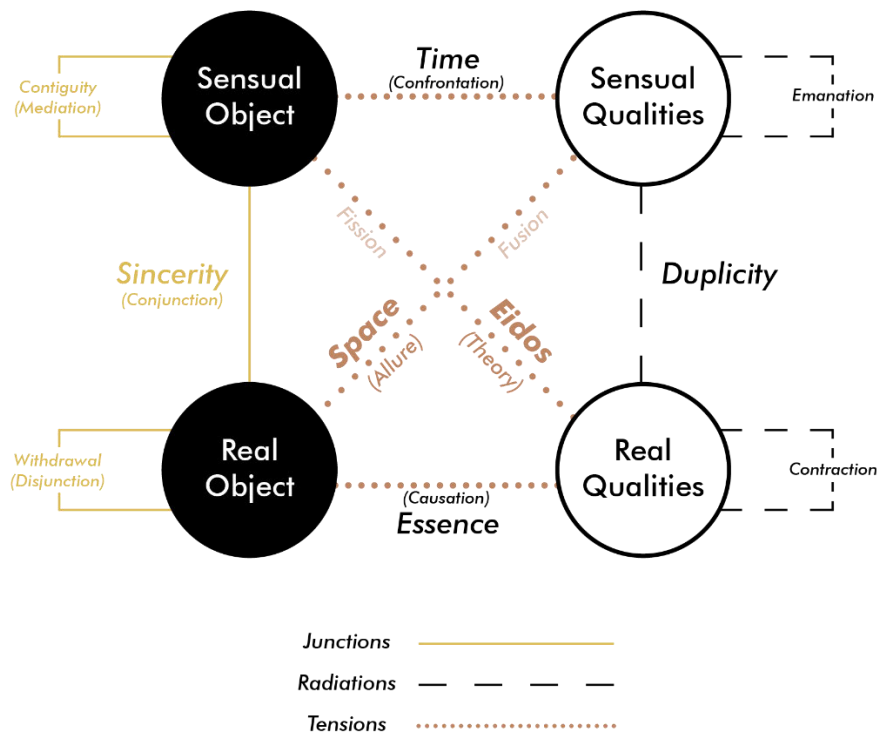 Contiguity
(Mediation)
Sensual
Object
Time
(Confrontation)
Sensual
Qualities
Emanation
Fission
Fusion
Sincerity
(Conjunction)
Duplicity
Space
(Allure)
Eidos
(Theory)
Withdrawal
(Disjunction)
Real
Object
(Causation)
Essence
Real
Qualities
Contraction
Junctions
Radiations
Tensions